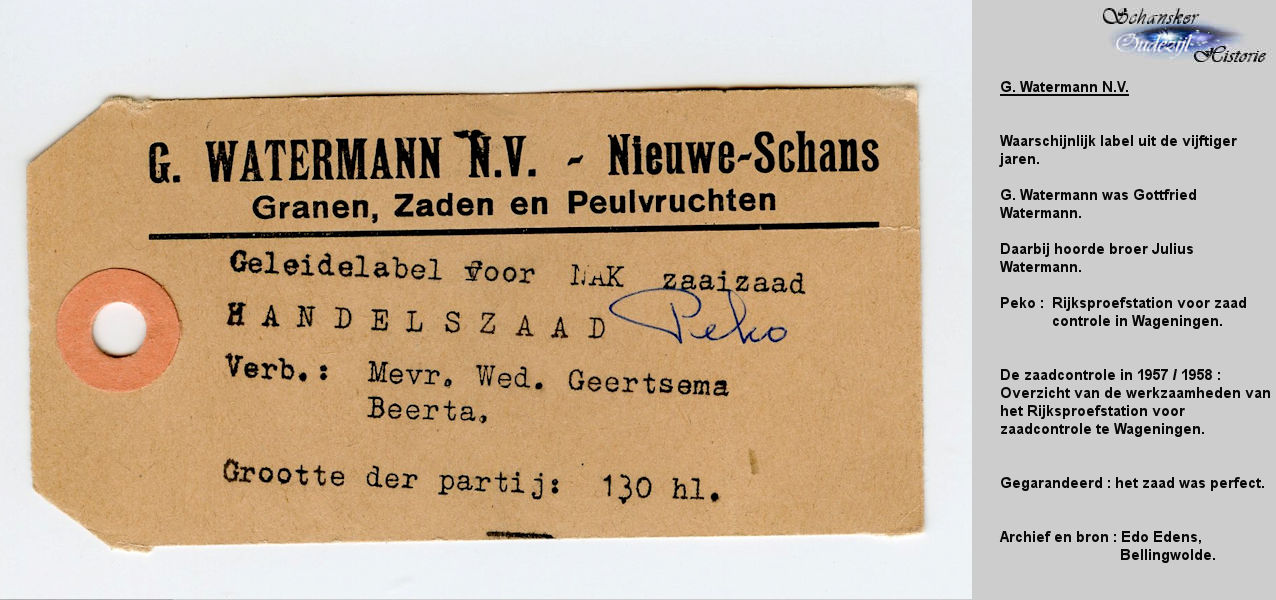 G. WATERMANN N.V. - Nieuwe-Schans
Granen, Zaden en Peulvruchten
Geleidelabel voor NAK zaaizaad
HANDELSZAAD Peko
Verb.: Mevr. Wed. Geertsema
Beerta.
Grootte der partij: 130 hl.
Schansker
Oudezijl
Historie
G. Watermann N.V.
Waarschijnlijk label uit de vijftiger
jaren.
G. Watermann was Gottfried
Watermann.
Daarbij hoorde broer Julius
Watermann.
Peko : Rijksproefstation voor zaad
controle in Wageningen.
De zaadcontrole in 1957 / 1958 :
Overzicht van de werkzaamheden van
het Rijksproefstation voor
zaadcontrole te Wageningen.
Gegarandeerd : het zaad was perfect.
Archief en bron : Edo Edens,
Bellingwolde.